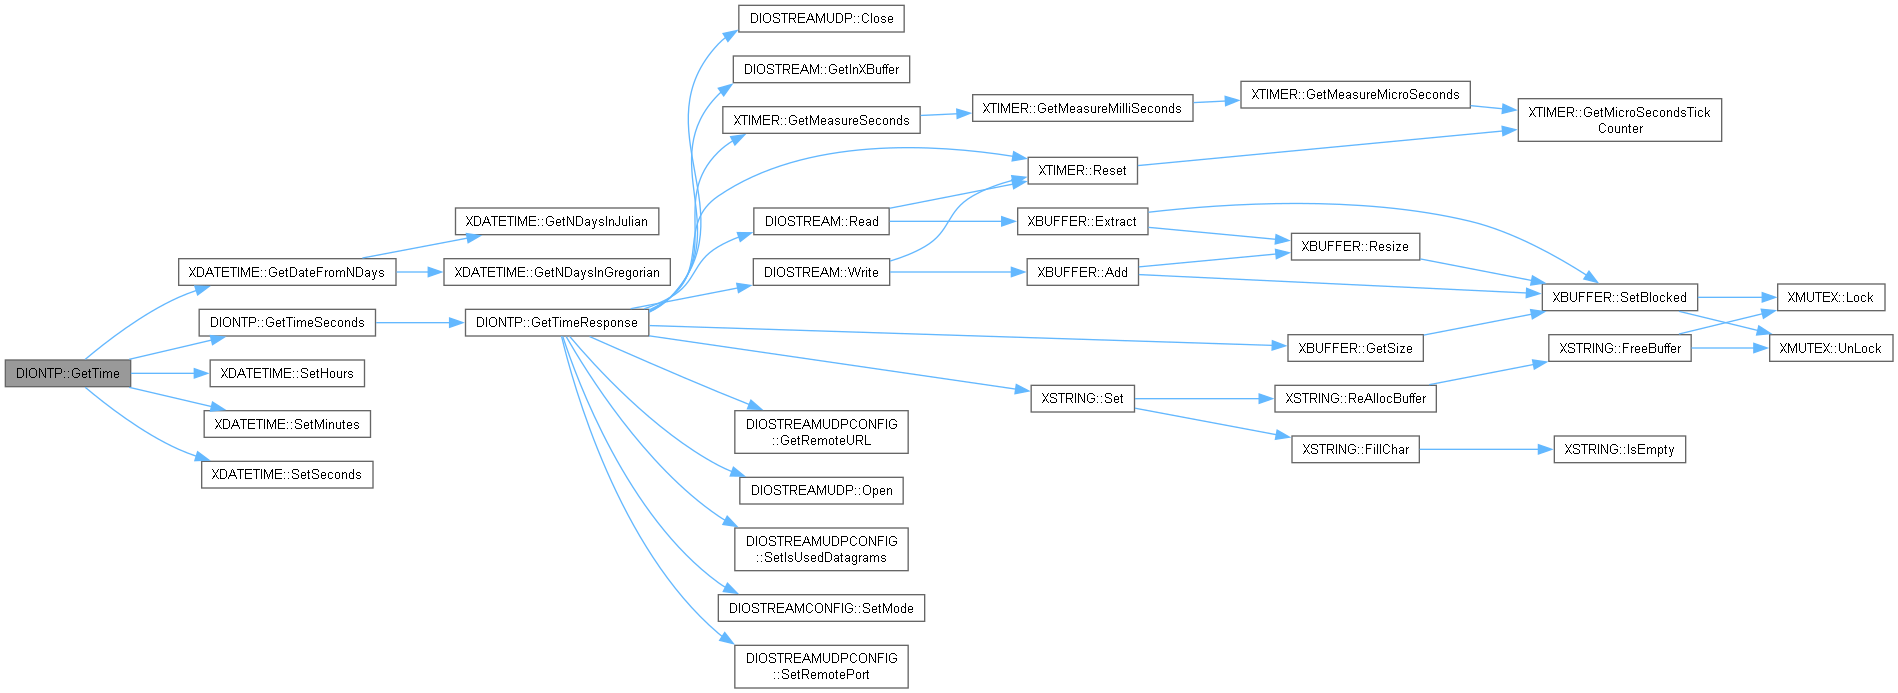 DIONTP::GetTime
XDATETIME::GetDateFromNDays
DIONTP::GetTimeSeconds
XDATETIME::SetHours
XDATETIME::SetMinutes
XDATETIME::SetSeconds
XDATETIME::GetNDaysInJulian
XDATETIME::GetNDaysInGregorian
DIONTP::GetTimeResponse
DIOSTREAMUDP::Close
DIOSTREAM::GetInXBuffer
XTIMER::GetMeasureSeconds
DIOSTREAM::Read
DIOSTREAM::Write
DIOSTREAMUDPCONFIG
::GetRemoteURL
DIOSTREAMUDP::Open
DIOSTREAMUDPCONFIG
::SetIsUsedDatagrams
DIOSTREAMCONFIG::SetMode
DIOSTREAMUDPCONFIG
::SetRemotePort
XTIMER::GetMeasureMilliSeconds
XTIMER::Reset
XBUFFER::Extract
XBUFFER::Add
XSTRING::Set
XTIMER::GetMeasureMicroSeconds
XBUFFER::Resize
XBUFFER::GetSize
XSTRING::ReAllocBuffer
XSTRING::FillChar
XTIMER::GetMicroSecondsTick
Counter
XBUFFER::SetBlocked
XSTRING::FreeBuffer
XSTRING::IsEmpty
XMUTEX::Lock
XMUTEX::UnLock